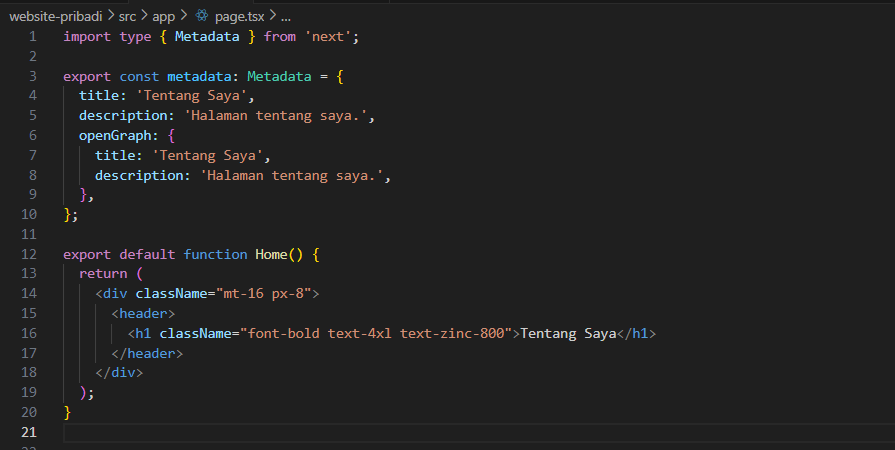 website-pribadi > src > app > page.tsx > ...
1 import type { Metadata } from 'next';
2
3 export const metadata: Metadata = {
4   title: 'Tentang Saya',
5   description: 'Halaman tentang saya.',
6   openGraph: {
7     title: 'Tentang Saya',
8     description: 'Halaman tentang saya.',
9   },
10 };
11
12 export default function Home() {
13   return (
14     <div className="mt-16 px-8">
15       <header>
16         <h1 className="font-bold text-4xl text-zinc-800">Tentang Saya</h1>
17       </header>
18     </div>
19   );
20 }
21